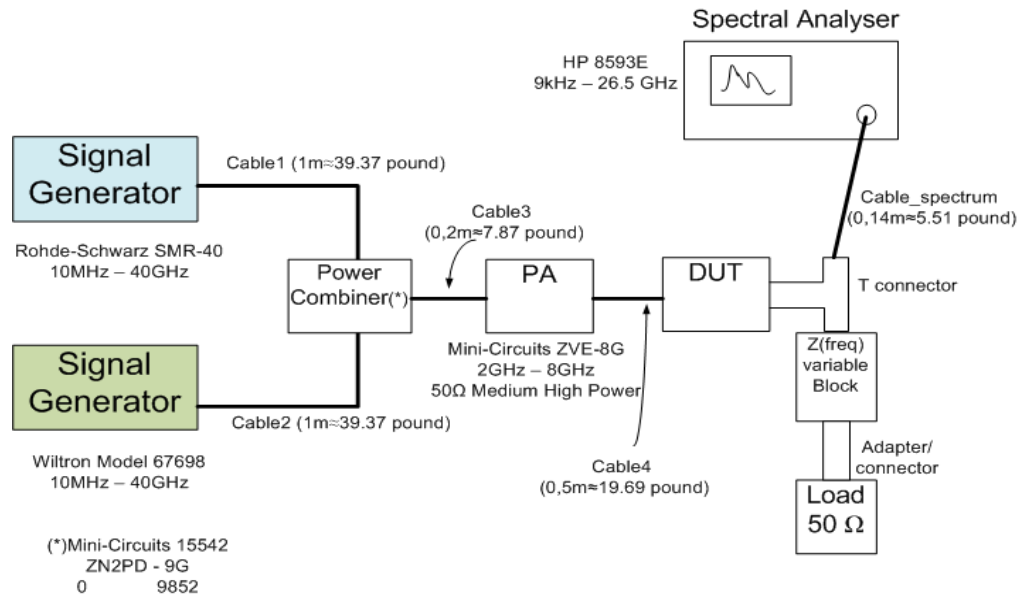 Spectral Analyser
HP 8593E
9kHz – 26.5 GHz
Signal
Generator
Cable1 (1m≈39.37 pound)
Rohde-Schwarz SMR-40
10MHz – 40GHz
Cable3
(0,2m≈7.87 pound)
Cable_spectrum
(0,14m≈5.51 pound)
Power
Combiner(*)
PA
DUT
T connector
Mini-Circuits ZVE-8G
2GHz – 8GHz
50Ω Medium High Power
Z(freq)
variable
Block
Signal
Generator
Cable2 (1m≈39.37 pound)
Wiltron Model 67698
10MHz – 40GHz
Cable4
(0,5m≈19.69 pound)
Adapter/
connector
Load
50 Ω
(*)Mini-Circuits 15542
ZN2PD - 9G
0 9852